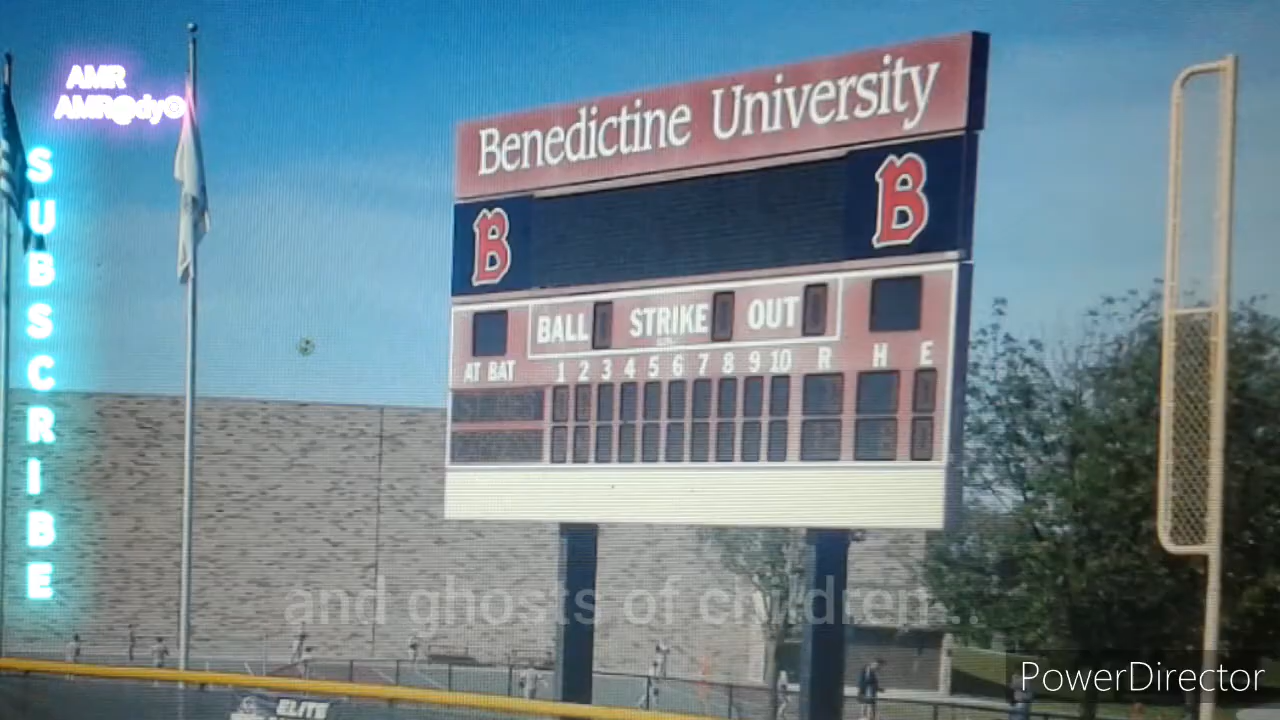 AMR
AMR@dy©
SUBSCRIBE
Benedictine University
B B
BALL STRIKE OUT
AT BAT 1 2 3 4 5 6 7 8 9 10 R H E
and ghosts of children..
ELITE
PowerDirector